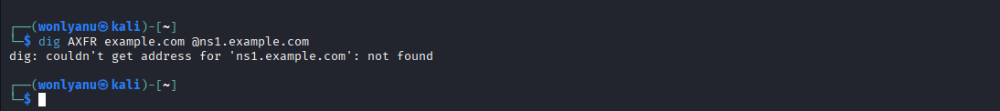 ┌──(wonlyanu㉿kali)-[~]
└─$ dig AXFR example.com @ns1.example.com
dig: couldn't get address for 'ns1.example.com': not found
┌──(wonlyanu㉿kali)-[~]
└─$